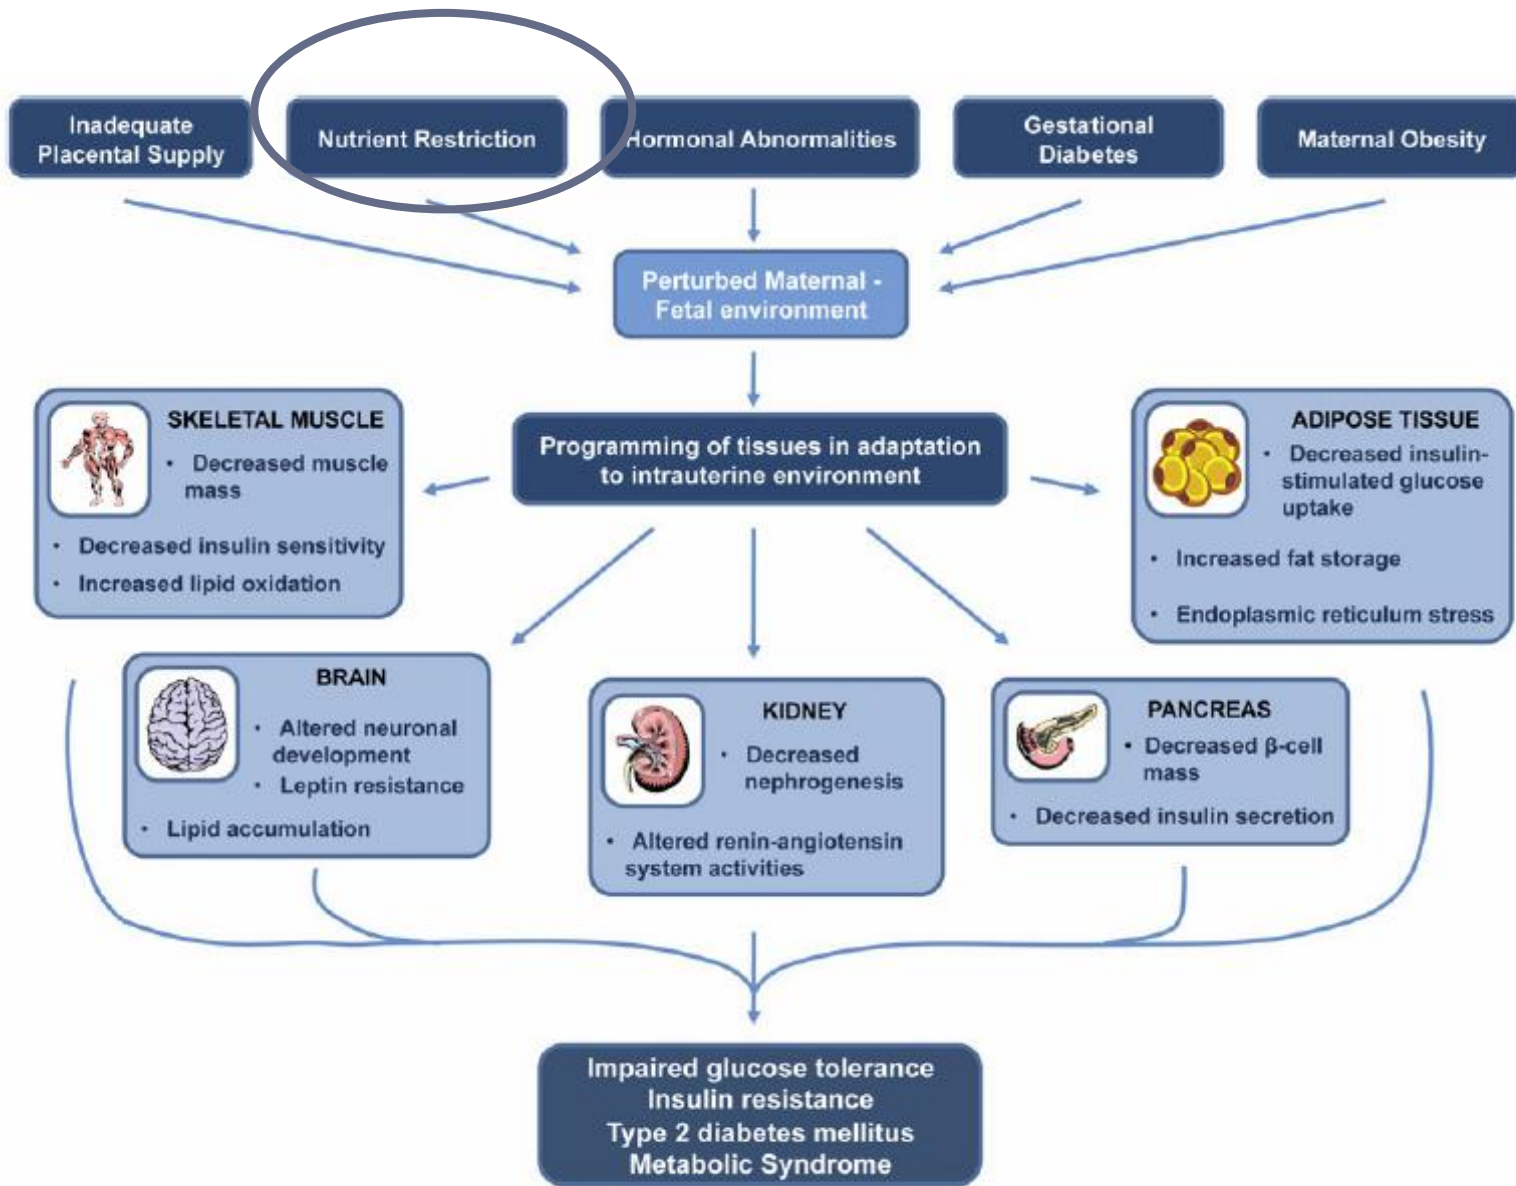 Inadequate
Placental Supply
Nutrient Restriction
Hormonal Abnormalities
Gestational
Diabetes
Maternal Obesity
Perturbed Maternal -
Fetal environment
Programming of tissues in adaptation
to intrauterine environment
SKELETAL MUSCLE
• Decreased muscle
mass
• Decreased insulin sensitivity
• Increased lipid oxidation
ADIPOSE TISSUE
• Decreased insulin-
stimulated glucose
uptake
• Increased fat storage
• Endoplasmic reticulum stress
BRAIN
• Altered neuronal
development
• Leptin resistance
• Lipid accumulation
KIDNEY
• Decreased
nephrogenesis
• Altered renin-angiotensin
system activities
PANCREAS
• Decreased β-cell
mass
• Decreased insulin secretion
Impaired glucose tolerance
Insulin resistance
Type 2 diabetes mellitus
Metabolic Syndrome